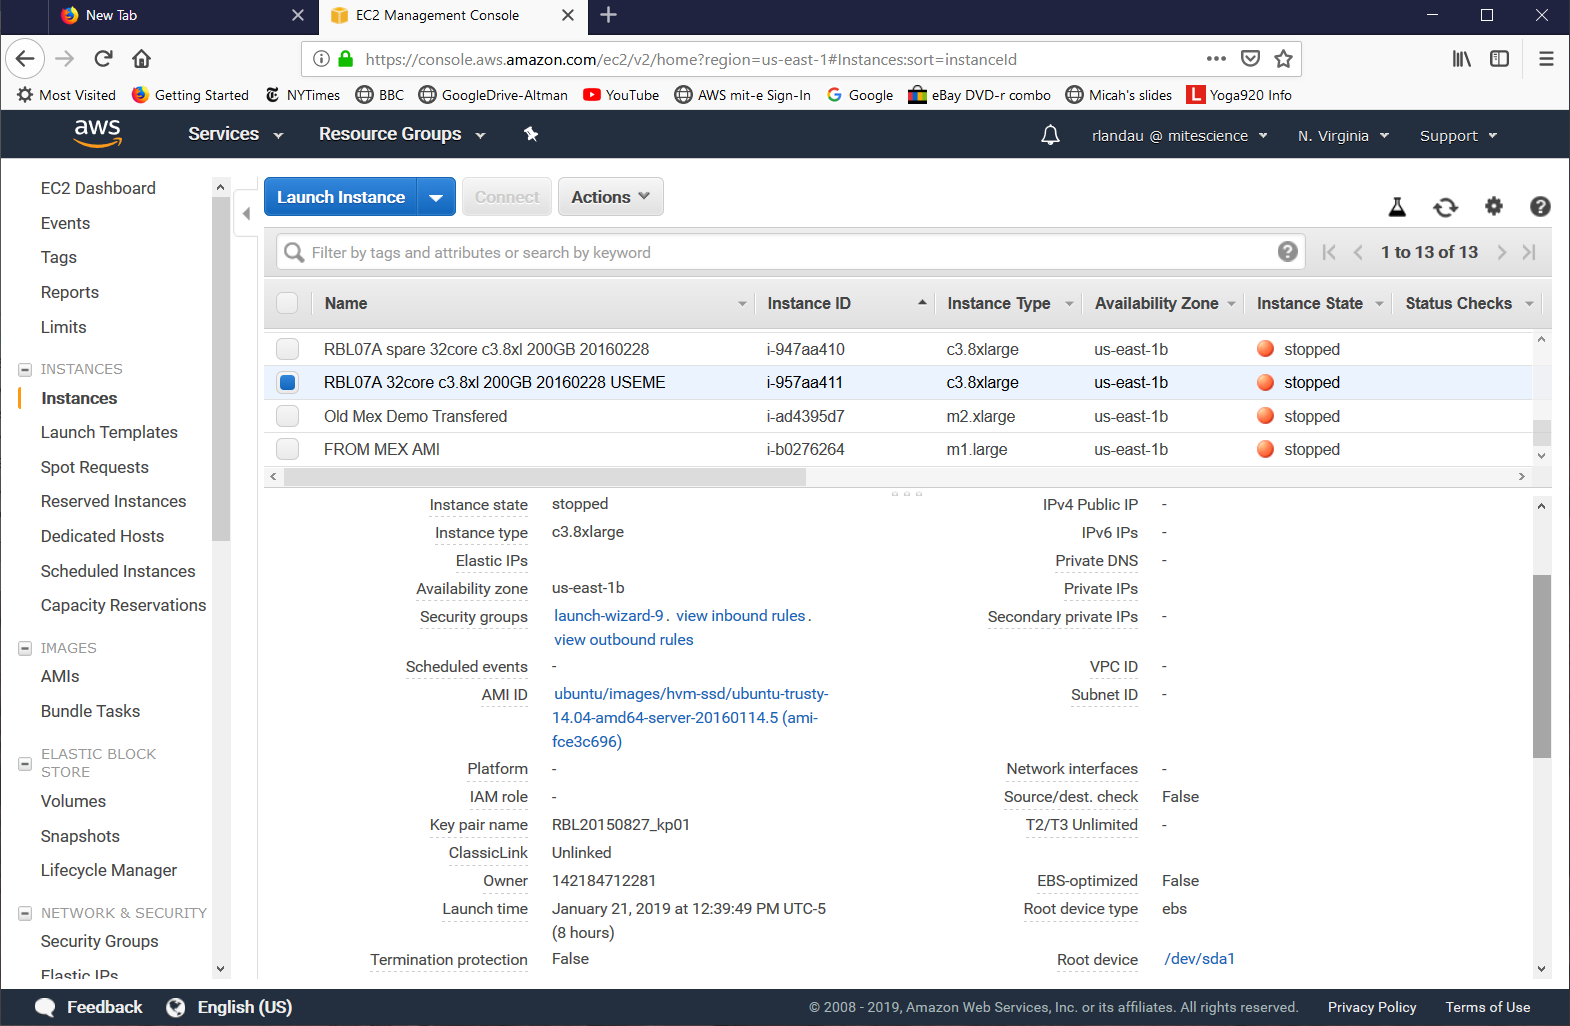 New Tab
EC2 Management Console
https://console.aws.amazon.com/ec2/v2/home?region=us-east-1#Instances:sort=instanceId
Most Visited Getting Started NYTimes BBC GoogleDrive-Altman YouTube AWS mit-e Sign-In Google eBay DVD-r combo Micah's slides Yoga920 Info
aws Services Resource Groups rlandau @ mitescience N. Virginia Support
EC2 Dashboard
Events
Tags
Reports
Limits
INSTANCES
Instances
Launch Templates
Spot Requests
Reserved Instances
Dedicated Hosts
Scheduled Instances
Capacity Reservations
IMAGES
AMIs
Bundle Tasks
ELASTIC BLOCK
STORE
Volumes
Snapshots
Lifecycle Manager
NETWORK & SECURITY
Security Groups
Elastic IPs
Launch Instance Connect Actions
Filter by tags and attributes or search by keyword
1 to 13 of 13
Name Instance ID Instance Type Availability Zone Instance State Status Checks
RBL07A spare 32core c3.8xl 200GB 20160228 i-947aa410 c3.8xlarge us-east-1b stopped
RBL07A 32core c3.8xl 200GB 20160228 USEME i-957aa411 c3.8xlarge us-east-1b stopped
Old Mex Demo Transfered i-ad4395d7 m2.xlarge us-east-1b stopped
FROM MEX AMI i-b0276264 m1.large us-east-1b stopped
Instance state stopped IPv4 Public IP -
Instance type c3.8xlarge IPv6 IPs -
Elastic IPs Private DNS -
Availability zone us-east-1b Private IPs
Security groups launch-wizard-9. view inbound rules. Secondary private IPs -
view outbound rules
Scheduled events - VPC ID -
AMI ID ubuntu/images/hvm-ssd/ubuntu-trusty- Subnet ID -
14.04-amd64-server-20160114.5 (ami-
fce3c696)
Platform - Network interfaces -
IAM role - Source/dest. check False
Key pair name RBL20150827_kp01 T2/T3 Unlimited -
ClassicLink Unlinked
Owner 142184712281 EBS-optimized False
Launch time January 21, 2019 at 12:39:49 PM UTC-5 Root device type ebs
(8 hours)
Termination protection False Root device /dev/sda1
Feedback English (US) © 2008 - 2019, Amazon Web Services, Inc. or its affiliates. All rights reserved. Privacy Policy Terms of Use